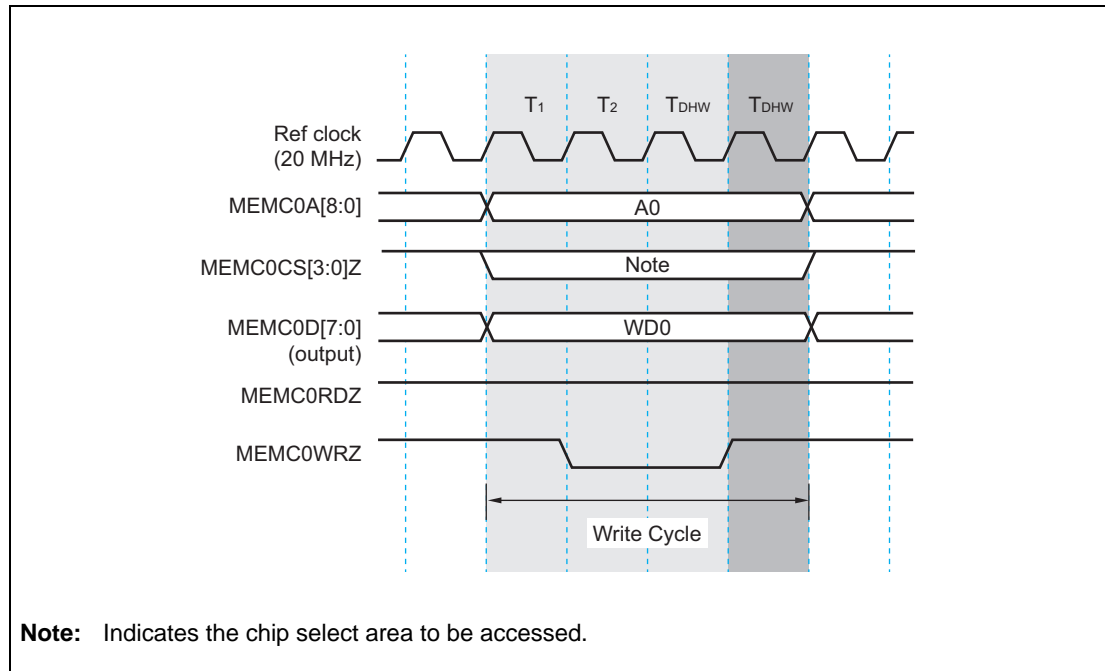 T1 T2 TDHW TDHW
Ref clock
(20 MHz)
MEMC0A[8:0]
A0
MEMC0CS[3:0]Z
Note
MEMC0D[7:0]
(output)
WD0
MEMC0RDZ
MEMC0WRZ
Write Cycle
Note: Indicates the chip select area to be accessed.